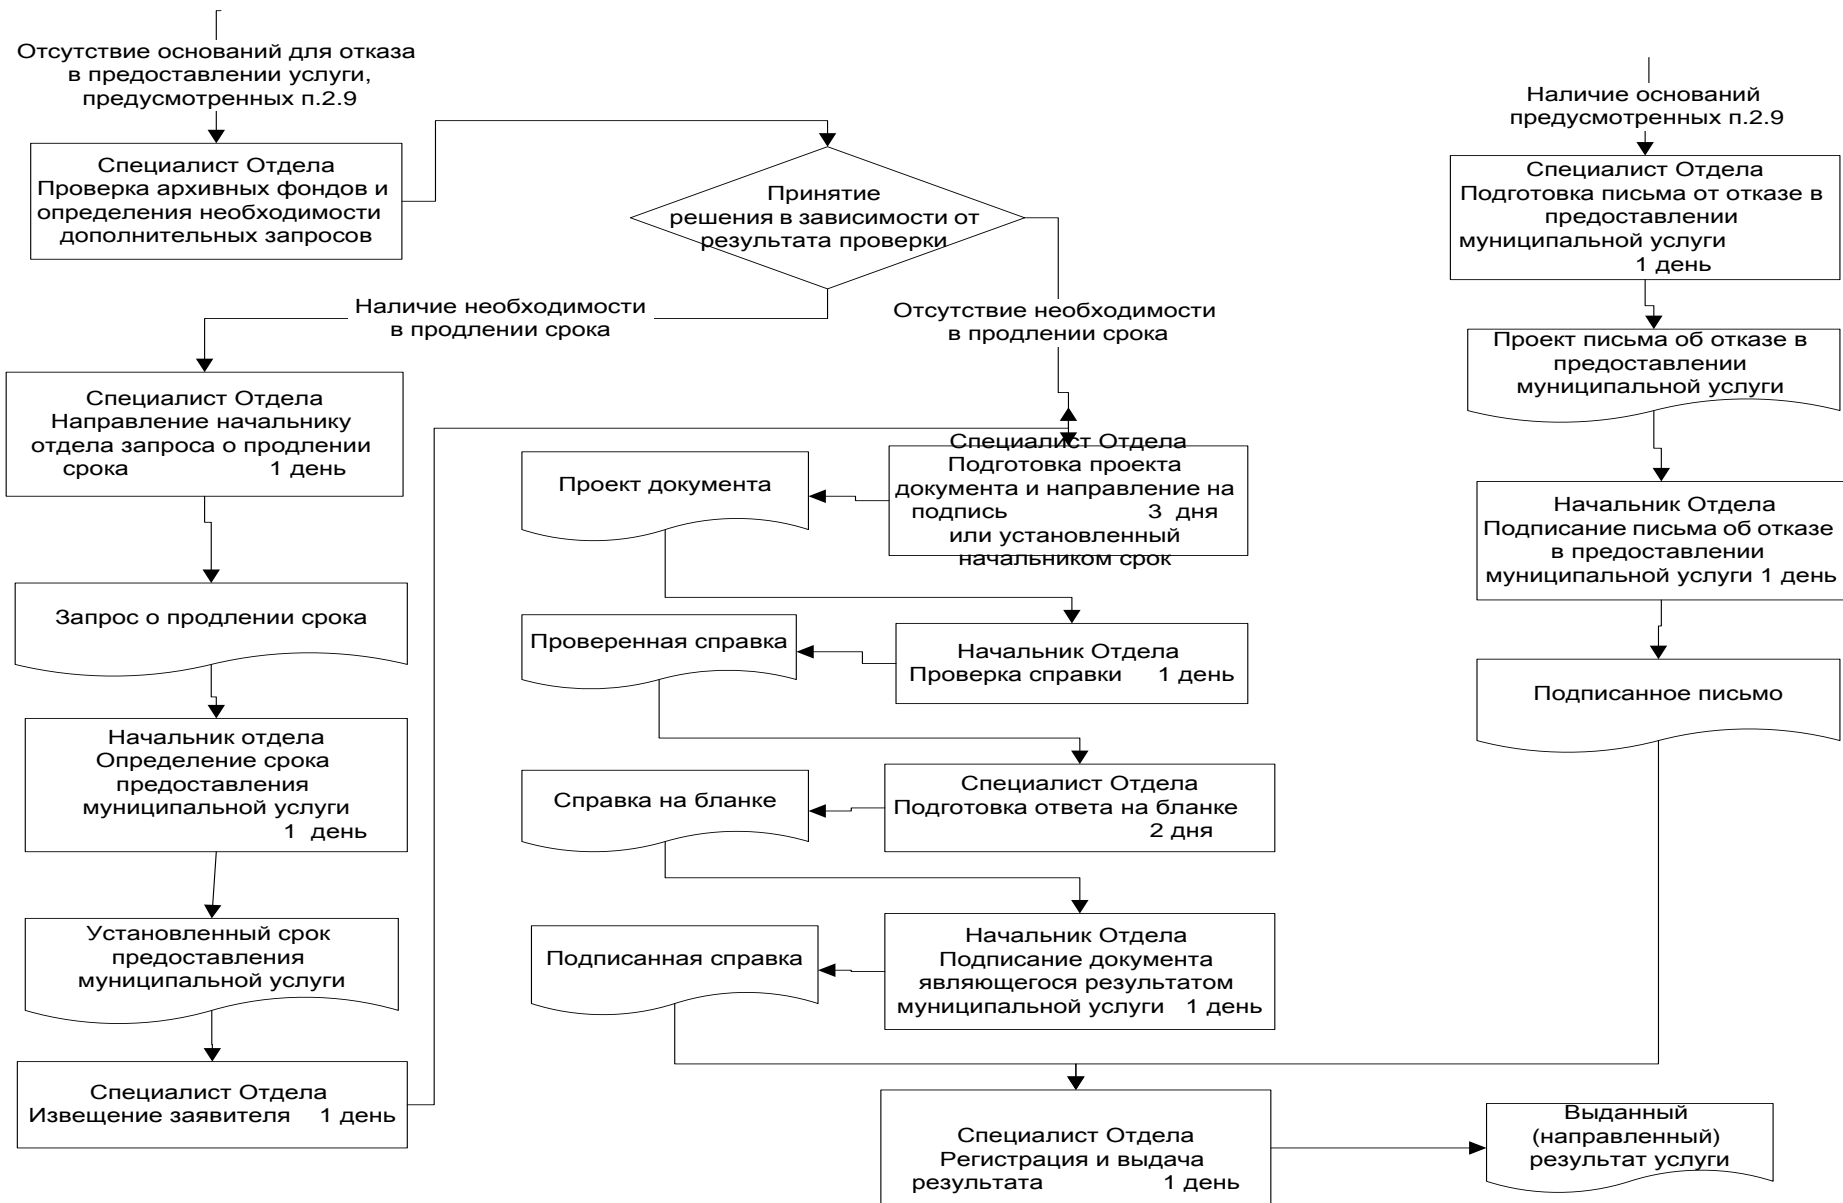 Отсутствие оснований для отказа
в предоставлении услуги,
предусмотренных п.2.9
Специалист Отдела
Проверка архивных фондов и
определения необходимости
дополнительных запросов
Принятие
решения в зависимости от
результата проверки
Наличие необходимости
в продлении срока
Отсутствие необходимости
в продлении срока
Специалист Отдела
Направление начальнику
отдела запроса о продлении
срока 1 день
Запрос о продлении срока
Начальник отдела
Определение срока
предоставления
муниципальной услуги
1 день
Установленный срок
предоставления
муниципальной услуги
Специалист Отдела
Извещение заявителя 1 день
Специалист Отдела
Подготовка проекта
документа и направление на
подпись 3 дня
или установленный
начальником срок
Проект документа
Начальник Отдела
Проверка справки 1 день
Проверенная справка
Специалист Отдела
Подготовка ответа на бланке
2 дня
Справка на бланке
Начальник Отдела
Подписание документа
являющегося результатом
муниципальной услуги 1 день
Подписанная справка
Наличие оснований
предусмотренных п.2.9
Специалист Отдела
Подготовка письма от отказе в
предоставлении
муниципальной услуги
1 день
Проект письма об отказе в
предоставлении
муниципальной услуги
Начальник Отдела
Подписание письма об отказе
в предоставлении
муниципальной услуги 1 день
Подписанное письмо
Специалист Отдела
Регистрация и выдача
результата 1 день
Выданный
(направленный)
результат услуги